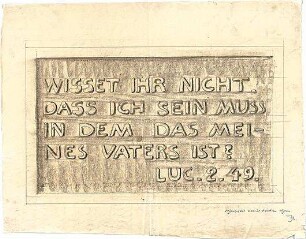 WISSET IHR NICHT.
DASS ICH SEIN MUSS
IN DEM DAS MEI-
NES VATERS IST?
LUC. 2. 49.